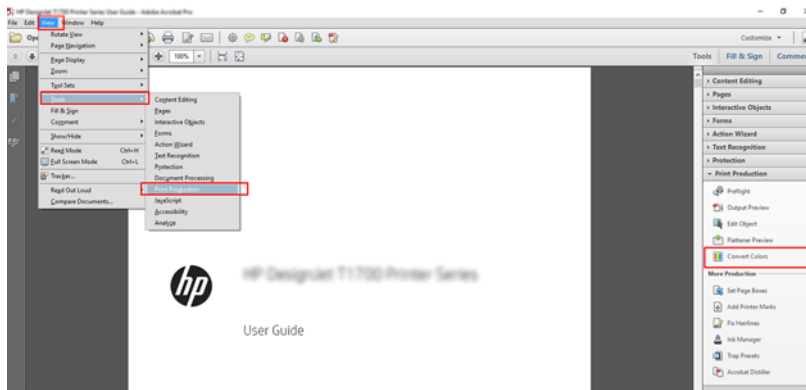 HP DesignJet T1700 Printer Series User Guide - Adobe Acrobat Pro
File Edit View Window Help
Rotate View
Page Navigation
Page Display
Zoom
Tool Sets
Tools
Fill & Sign
Comment
Show/Hide
Read Mode Ctrl+H
Full Screen Mode Ctrl+L
Tracker...
Read Out Loud
Compare Documents...
Content Editing
Pages
Interactive Objects
Forms
Action Wizard
Text Recognition
Protection
Document Processing
Print Production
JavaScript
Accessibility
Analyze
100%
Customize
Tools Fill & Sign
Content Editing
Pages
Interactive Objects
Forms
Action Wizard
Text Recognition
Protection
Print Production
Preflight
Output Preview
Edit Object
Flattener Preview
Convert Colors
More Production
Set Page Boxes
Add Printer Marks
Fix Hairlines
Ink Manager
Trap Presets
Acrobat Distiller
hp
HP DesignJet T1700 Printer Series
User Guide